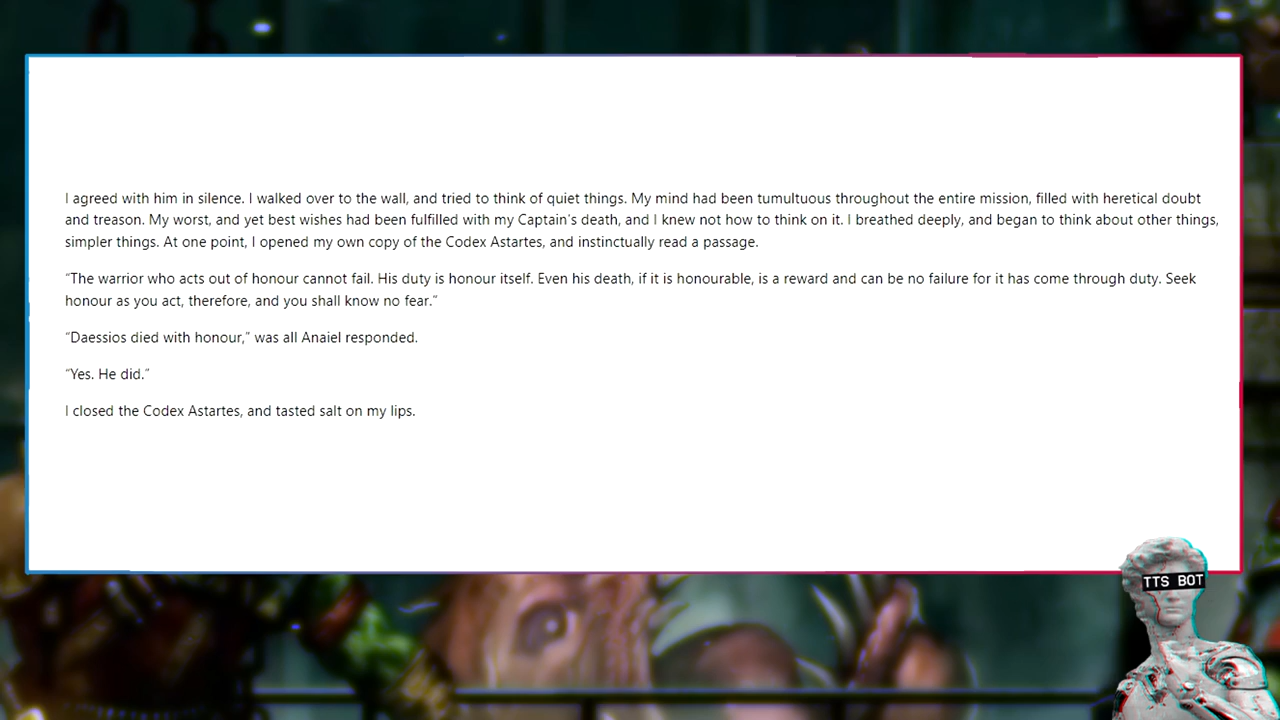 I agreed with him in silence. I walked over to the wall, and tried to think of quiet things. My mind had been tumultuous throughout the entire mission, filled with heretical doubt
and treason. My worst, and yet best wishes had been fulfilled with my Captain's death, and I knew not how to think on it. I breathed deeply, and began to think about other things,
simpler things. At one point, I opened my own copy of the Codex Astartes, and instinctually read a passage.
“The warrior who acts out of honour cannot fail. His duty is honour itself. Even his death, if it is honourable, is a reward and can be no failure for it has come through duty. Seek
honour as you act, therefore, and you shall know no fear.”
“Daessios died with honour,” was all Anaiel responded.
“Yes. He did.”
I closed the Codex Astartes, and tasted salt on my lips.
TTS BOT